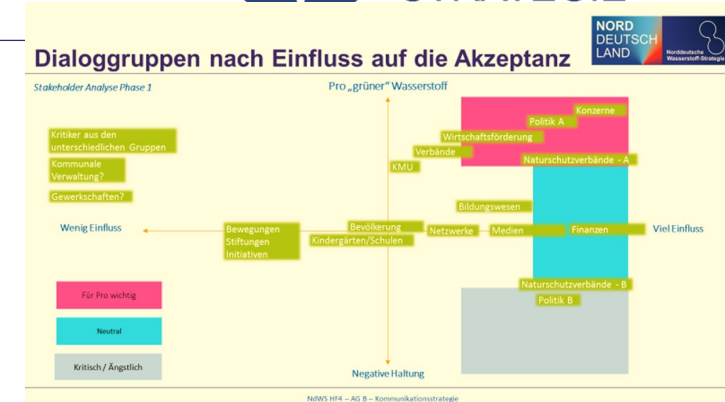 NORD
DEUTSCH
LAND
Norddeutsche
Wasserstoff-Strategie
Dialoggruppen nach Einfluss auf die Akzeptanz
Stakeholder Analyse Phase 1
Pro „grüner“ Wasserstoff
Konzerne
Politik A
Kritiker aus den
unterschiedlichen Gruppen
Wirtschaftsförderung
Verbände
Naturschutzverbände - A
Kommunale
Verwaltung?
KMU
Gewerkschaften?
Bildungswesen
Wenig Einfluss
Bewegungen
Stiftungen
Initiativen
Bevölkerung
Kindergärten/Schulen
Netzwerke
Medien
Finanzen
Viel Einfluss
Für Pro wichtig
Naturschutzverbände - B
Politik B
Neutral
Kritisch / Ängstlich
Negative Haltung
NdWS HF4 – AG B – Kommunikationsstrategie